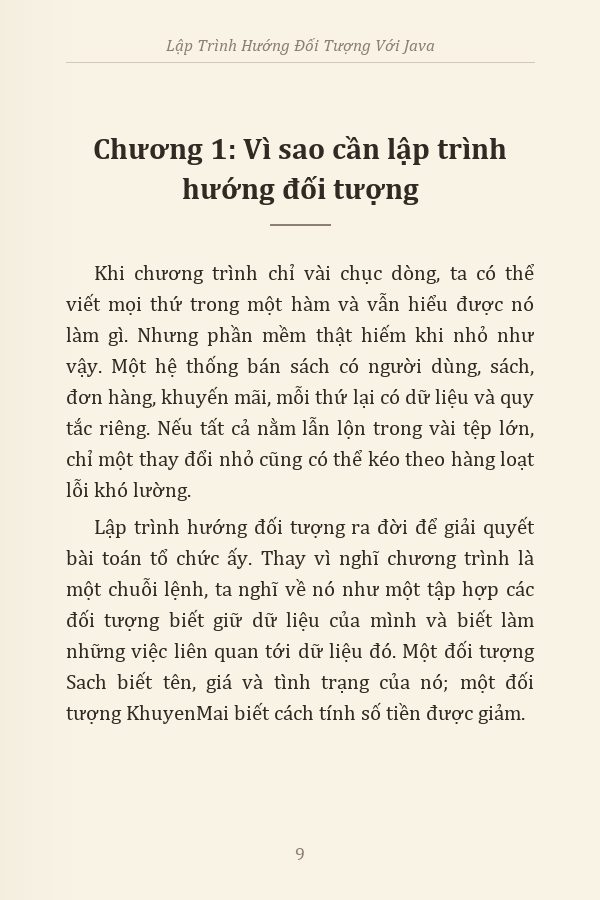 Lập Trình Hướng Đối Tượng Với Java
Chương 1: Vì sao cần lập trình
hướng đối tượng
Khi chương trình chỉ vài chục dòng, ta có thể
viết mọi thứ trong một hàm và vẫn hiểu được nó
làm gì. Nhưng phần mềm thật hiếm khi nhỏ như
vậy. Một hệ thống bán sách có người dùng, sách,
đơn hàng, khuyến mãi, mỗi thứ lại có dữ liệu và quy
tắc riêng. Nếu tất cả nằm lẫn lộn trong vài tệp lớn,
chỉ một thay đổi nhỏ cũng có thể kéo theo hàng loạt
lỗi khó lường.
Lập trình hướng đối tượng ra đời để giải quyết
bài toán tổ chức ấy. Thay vì nghĩ chương trình là
một chuỗi lệnh, ta nghĩ về nó như một tập hợp các
đối tượng biết giữ dữ liệu của mình và biết làm
những việc liên quan tới dữ liệu đó. Một đối tượng
Sach biết tên, giá và tình trạng của nó; một đối
tượng KhuyenMai biết cách tính số tiền được giảm.
9